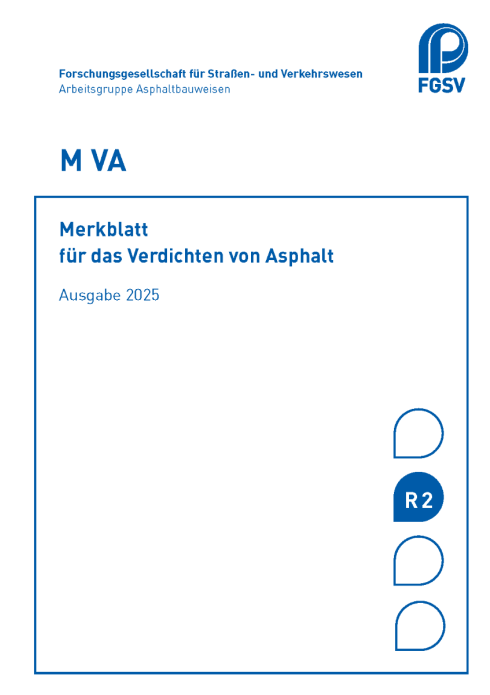 FGSV
Forschungsgesellschaft für Straßen- und Verkehrswesen
Arbeitsgruppe Asphaltbauweisen
M VA
Merkblatt
für das Verdichten von Asphalt
Ausgabe 2025
R 2